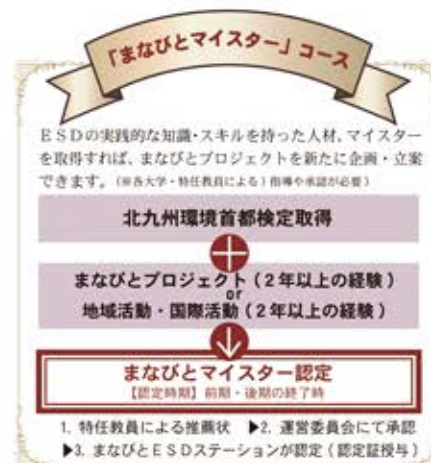 「まなびとマイスター」コース
ESDの実践的な知識・スキルを持った人材、マイスター
を取得すれば、まなびとプロジェクトを新たに企画・立案
できます。(※各大学・特任教員による)指導や承認が必要)
北九州環境首都検定取得
+
まなびとプロジェクト(2年以上の経験)
or
地域活動・国際活動(2年以上の経験)
まなびとマイスター認定
【認定時期】前期・後期の終了時
1. 特任教員による推薦状 ▶2. 運営委員会にて承認
▶3. まなびとESDステーションが認定(認定証授与)